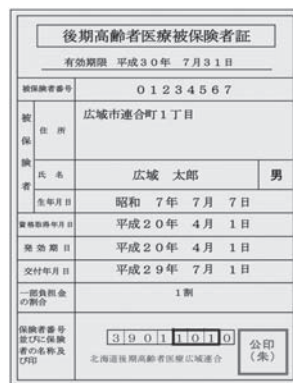 後期高齢者医療被保険者証
有効期限 平成30年 7月31日
被保険者番号 01234567
被保険者
住所 広域市連合町1丁目
氏名 広域 太郎 男
生年月日 昭和 7年 7月 7日
資格取得年月日 平成20年 4月 1日
発効期日 平成20年 4月 1日
交付年月日 平成29年 7月 1日
一部負担金の割合 1割
保険者番号並びに保険者の名称及び印
39011010
北海道後期高齢者医療広域連合
公印
(朱)